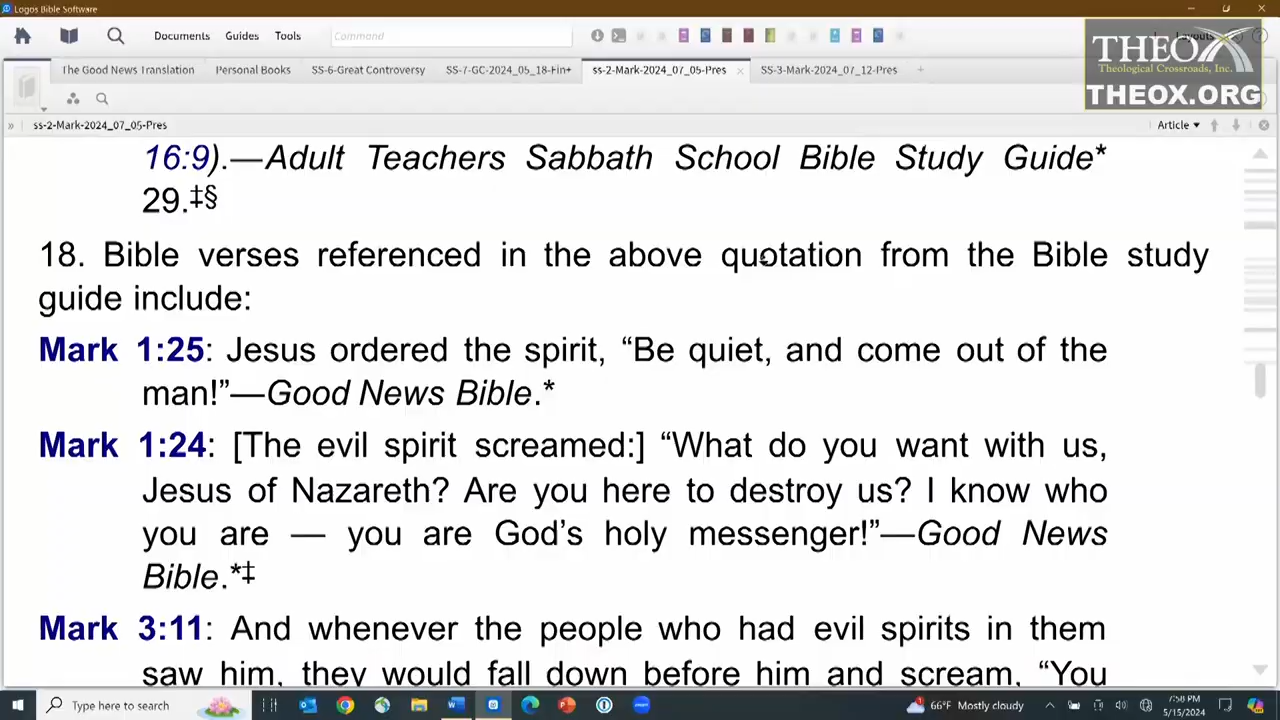 Logos Bible Software
Documents Guides Tools Command Layouts
THEOX
Theological Crossroads, Inc.
THEOX.ORG
The Good News Translation Personal Books SS-6-Great Controversy 05_18-Fin+ ss-2-Mark-2024_07_05-Pres × SS-3-Mark-2024_07_12-Pres +
» ss-2-Mark-2024_07_05-Pres Article
16:9).—Adult Teachers Sabbath School Bible Study Guide*
29.‡§
18. Bible verses referenced in the above quotation from the Bible study
guide include:
Mark 1:25: Jesus ordered the spirit, “Be quiet, and come out of the
man!”—Good News Bible.*
Mark 1:24: [The evil spirit screamed:] “What do you want with us,
Jesus of Nazareth? Are you here to destroy us? I know who
you are — you are God’s holy messenger!”—Good News
Bible.*‡
Mark 3:11: And whenever the people who had evil spirits in them
saw him, they would fall down before him and scream, “You
Type here to search 66°F Mostly cloudy 7:58 PM
5/15/2024